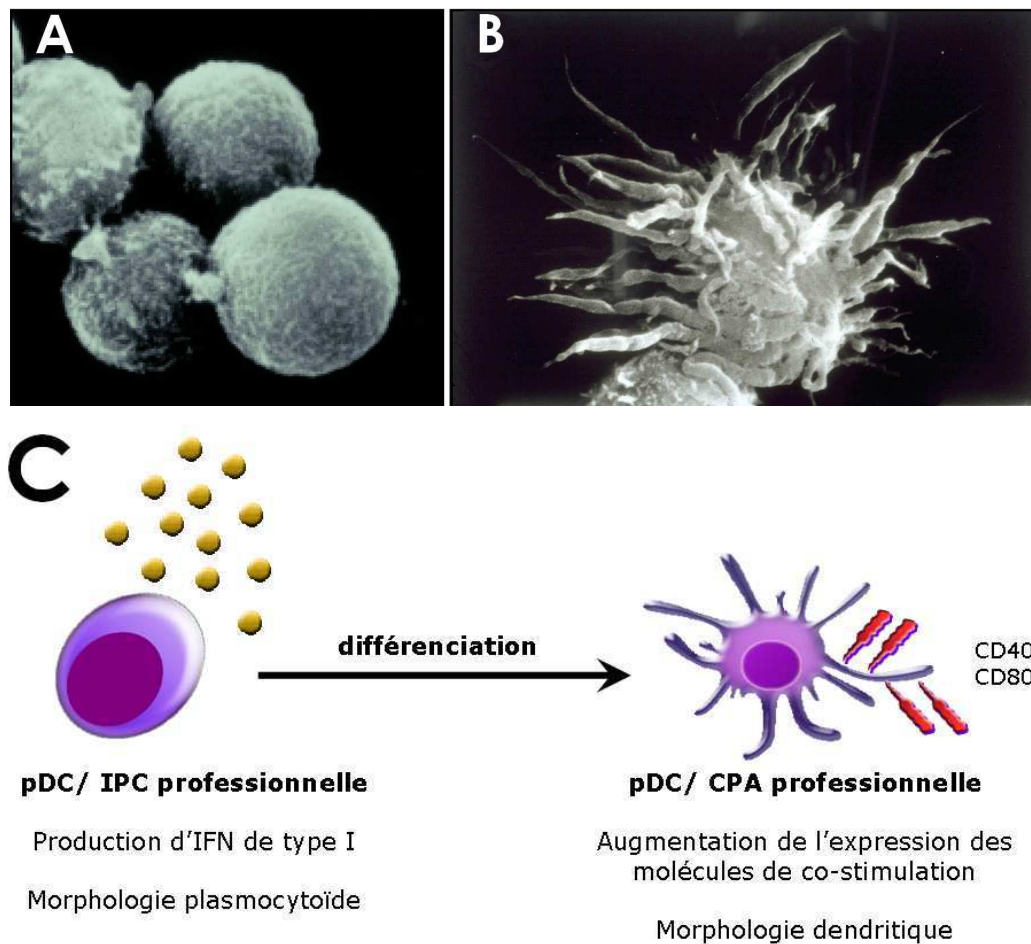 A
B
C
différenciation
CD40
CD80
pDC/ IPC professionnelle
pDC/ CPA professionnelle
Production d’IFN de type I
Augmentation de l’expression des
molécules de co-stimulation
Morphologie plasmocytoïde
Morphologie dendritique